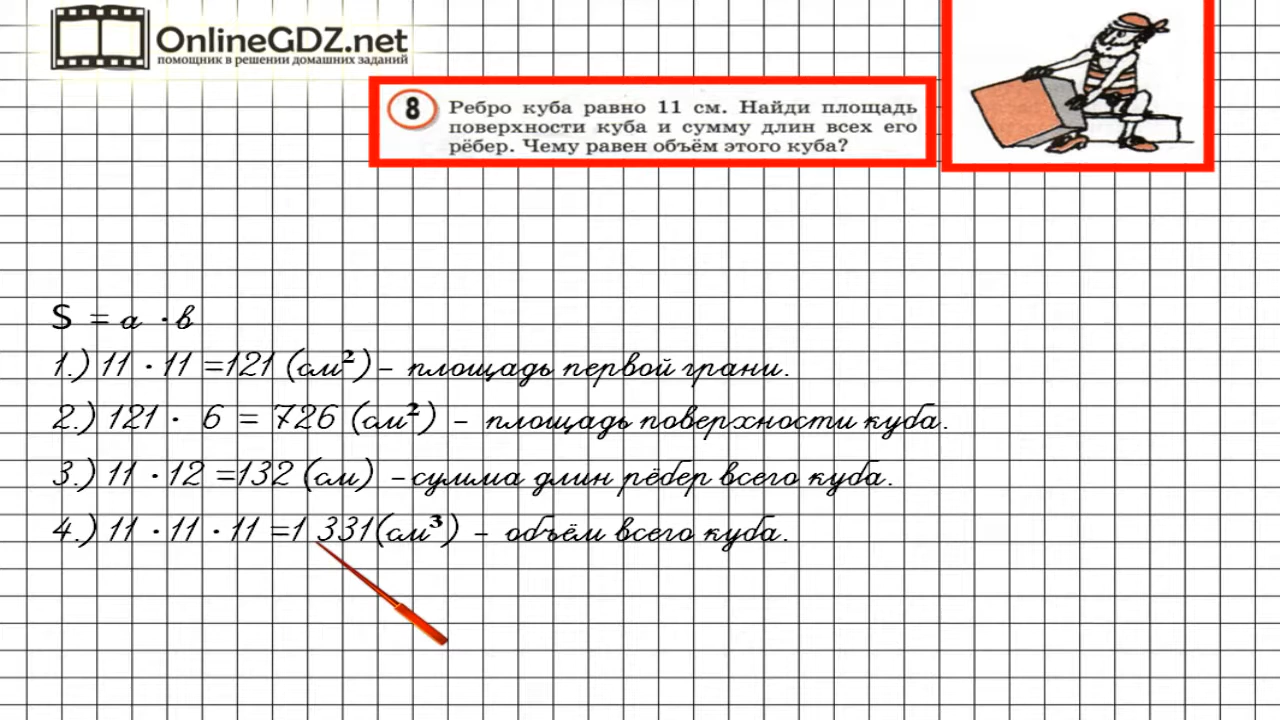 OnlineGDZ.net
помощник в решении домашних заданий
8 Ребро куба равно 11 см. Найди площадь
поверхности куба и сумму длин всех его
рёбер. Чему равен объём этого куба?
S = а · в
1.) 11 · 11 =121 (см²) – площадь первой грани.
2.) 121 · 6 = 726 (см²) – площадь поверхности куба.
3.) 11 · 12 =132 (см) –сумма длин рёбер всего куба.
4.) 11 · 11 · 11 =1 331(см³) – объём всего куба.